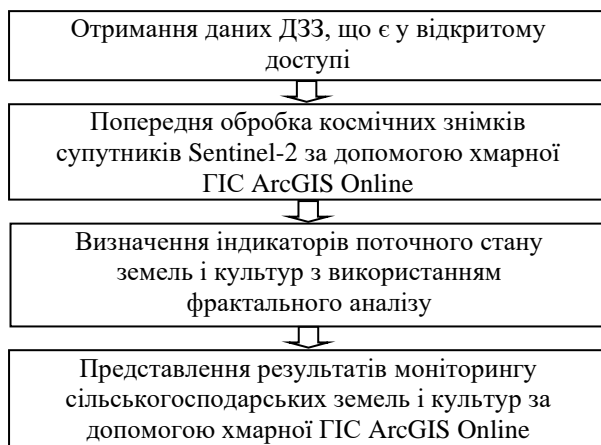 Отримання даних ДЗЗ, що є у відкритому
доступі
Попередня обробка космічних знімків
супутників Sentinel-2 за допомогою хмарної
ГІС ArcGIS Online
Визначення індикаторів поточного стану
земель і культур з використанням
фрактального аналізу
Представлення результатів моніторингу
сільськогосподарських земель і культур за
допомогою хмарної ГІС ArcGIS Online